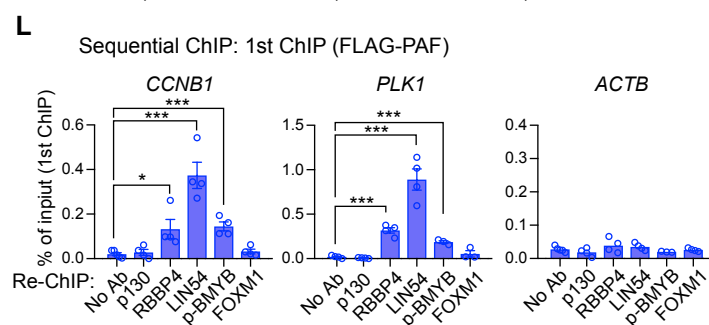 L
Sequential ChIP: 1st ChIP (FLAG-PAF)
CCNB1
PLK1
ACTB
% of input (1st ChIP)
0.6
0.4
0.2
0.0
***
***
*
1.5
1.0
0.5
0.0
***
***
***
0.4
0.3
0.2
0.1
0.0
Re-ChIP:
No Ab
p130
RBBP4
LIN54
p-BMYB
FOXM1
No Ab
p130
RBBP4
LIN54
p-BMYB
FOXM1
No Ab
p130
RBBP4
LIN54
p-BMYB
FOXM1